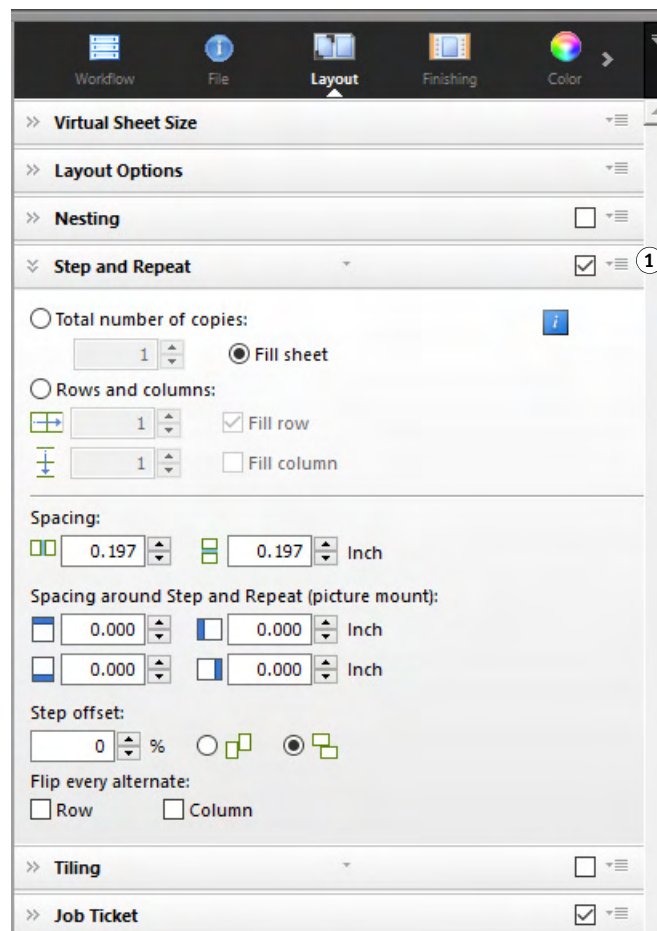 Workflow File Layout Finishing Color
Virtual Sheet Size
Layout Options
Nesting
Step and Repeat
1
Total number of copies:
1 Fill sheet
Rows and columns:
1 Fill row
1 Fill column
Spacing:
0.197 0.197 Inch
Spacing around Step and Repeat (picture mount):
0.000 0.000 Inch
0.000 0.000 Inch
Step offset:
0 %
Flip every alternate:
Row Column
Tiling
Job Ticket